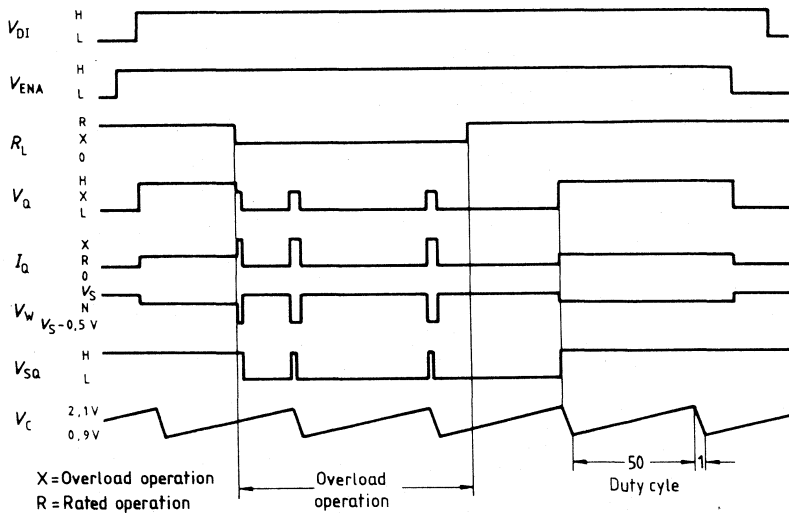 V_DI H
L
V_ENA H
L
R_L R
X
0
V_Q H
X
L
I_Q X
R
0
V_W V_S
N
V_S-0,5 V
V_SQ H
L
V_C 2,1V
0,9V
50 1
Duty cyle
Overload
operation
X = Overload operation
R = Rated operation